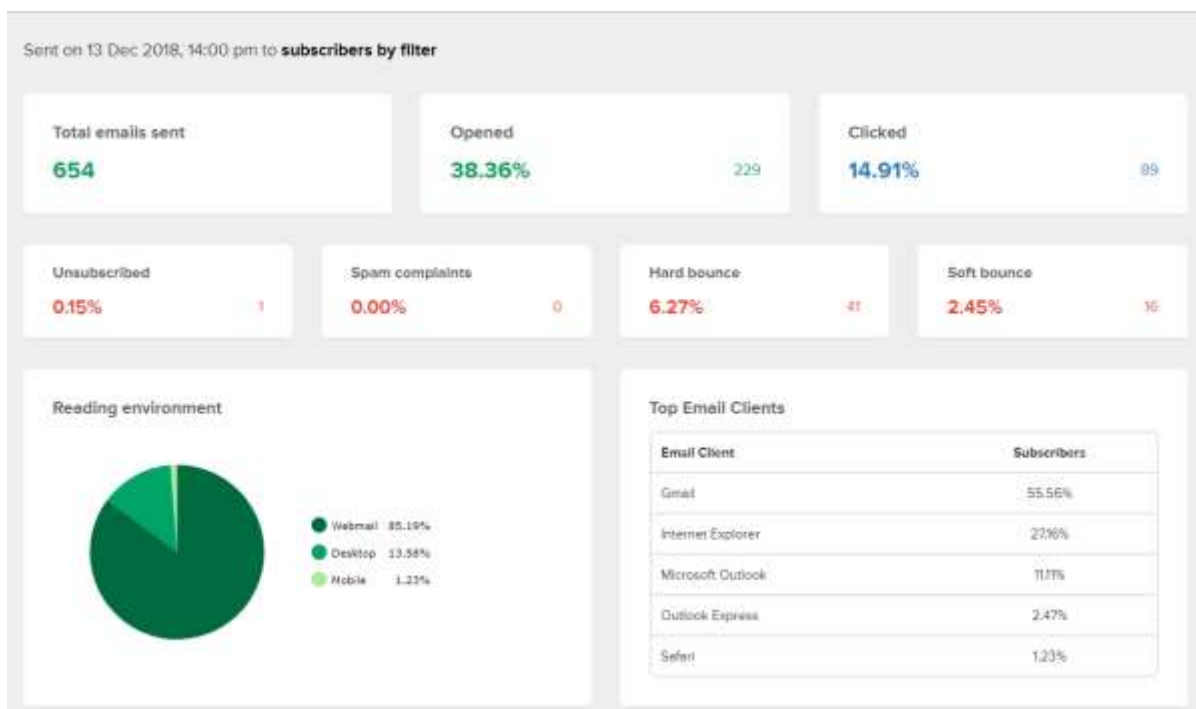 Sent on 13 Dec 2018, 14:00 pm to subscribers by filter
Total emails sent
654
Opened
38.36% 229
Clicked
14.91% 89
Unsubscribed
0.15% 1
Spam complaints
0.00% 0
Hard bounce
6.27% 41
Soft bounce
2.45% 16
Reading environment
Webmail 85.19%
Desktop 13.58%
Mobile 1.23%
Top Email Clients
Email Client Subscribers
Gmail 55.56%
Internet Explorer 27.16%
Microsoft Outlook 11.11%
Outlook Express 2.47%
Safari 1.23%